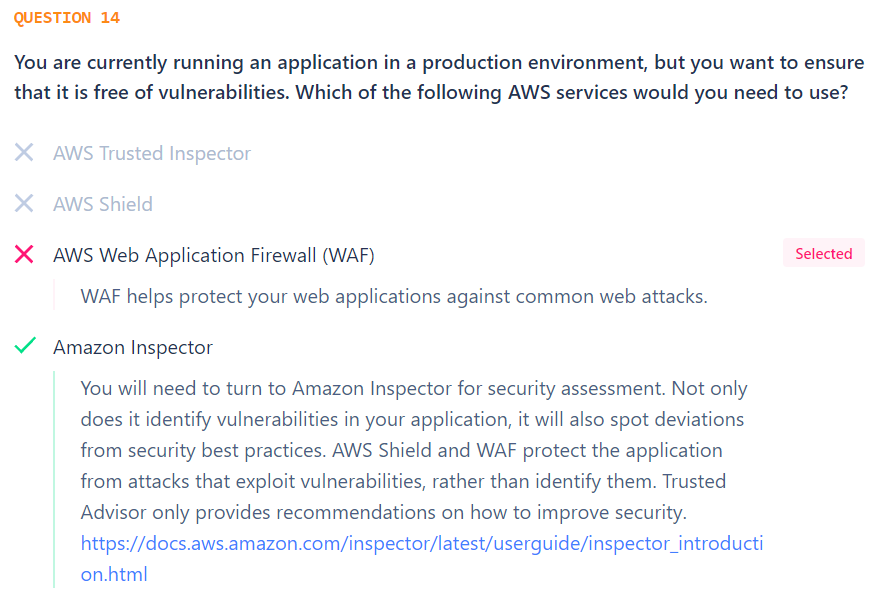 QUESTION 14
You are currently running an application in a production environment, but you want to ensure
that it is free of vulnerabilities. Which of the following AWS services would you need to use?
AWS Trusted Inspector
AWS Shield
AWS Web Application Firewall (WAF)
Selected
WAF helps protect your web applications against common web attacks.
Amazon Inspector
You will need to turn to Amazon Inspector for security assessment. Not only
does it identify vulnerabilities in your application, it will also spot deviations
from security best practices. AWS Shield and WAF protect the application
from attacks that exploit vulnerabilities, rather than identify them. Trusted
Advisor only provides recommendations on how to improve security.
https://docs.aws.amazon.com/inspector/latest/userguide/inspector_introducti
on.html